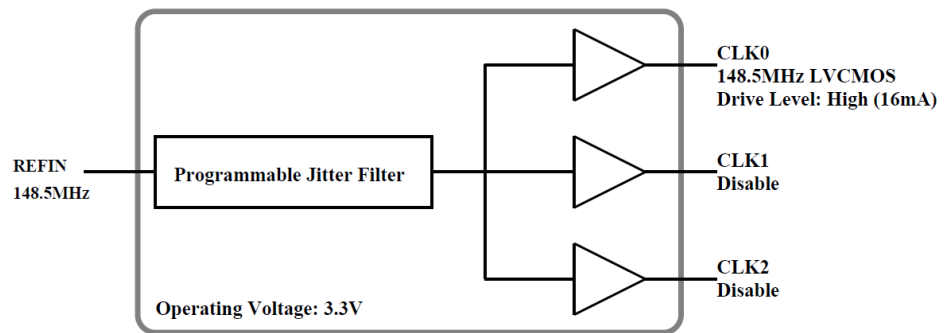 CLK0
148.5MHz LVCMOS
Drive Level: High (16mA)
REFIN
148.5MHz
Programmable Jitter Filter
CLK1
Disable
CLK2
Disable
Operating Voltage: 3.3V